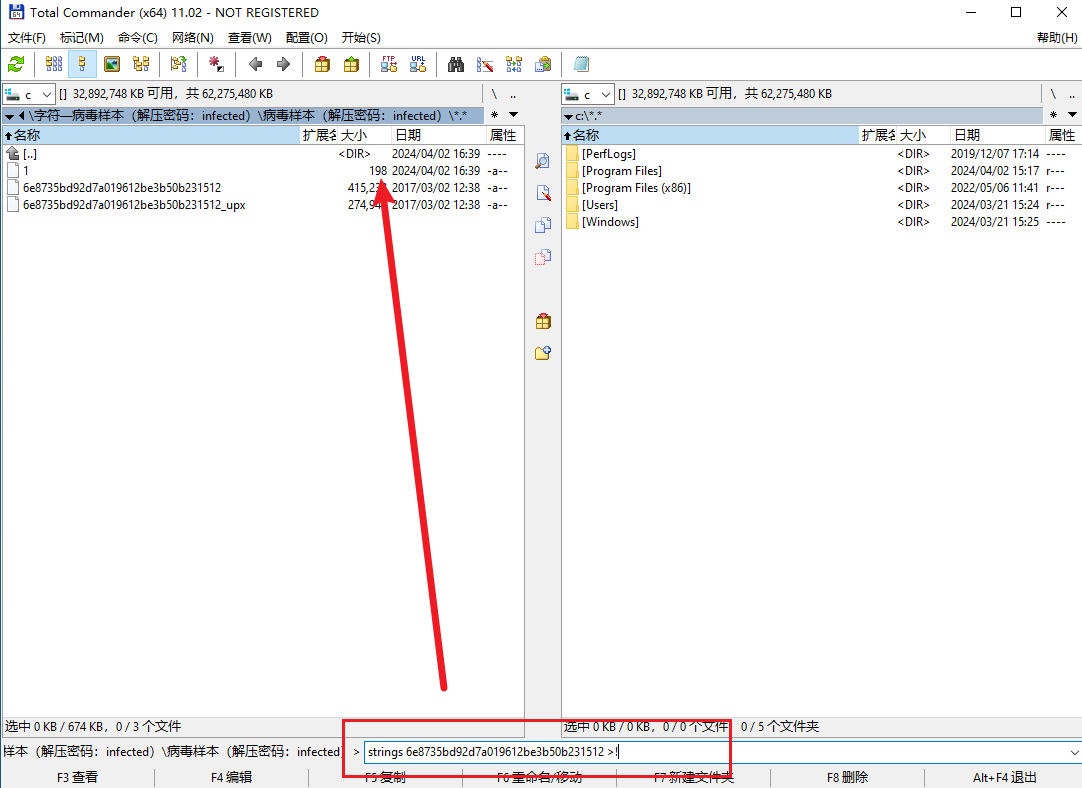 Total Commander (x64) 11.02 - NOT REGISTERED
文件(F) 标记(M) 命令(C) 网络(N) 查看(W) 配置(O) 开始(S) 帮助(H)
FTP URL
c [] 32,892,748 KB 可用，共 62,275,480 KB \ ..
\字符—病毒样本（解压密码：infected）\病毒样本（解压密码：infected）\*.* *
名称 扩展名 大小 日期 属性
[..] <DIR> 2024/04/02 16:39 ----
1 198 2024/04/02 16:39 -a--
6e8735bd92d7a019612be3b50b231512 415,23 2017/03/02 12:38 -a--
6e8735bd92d7a019612be3b50b231512_upx 274,94 2017/03/02 12:38 -a--
选中 0 KB / 674 KB，0 / 3 个文件
c [] 32,892,748 KB 可用，共 62,275,480 KB \ ..
c:\*.* *
名称 扩展名 大小 日期 属性
[PerfLogs] <DIR> 2019/12/07 17:14 ----
[Program Files] <DIR> 2024/04/02 15:17 r---
[Program Files (x86)] <DIR> 2022/05/06 11:41 r---
[Users] <DIR> 2024/03/21 15:24 r---
[Windows] <DIR> 2024/03/21 15:25 ----
选中 0 KB / 0 KB，0 / 0 个文件，0 / 5 个文件夹
样本（解压密码：infected）\病毒样本（解压密码：infected > strings 6e8735bd92d7a019612be3b50b231512 >!
F3 查看 F4 编辑 F5 复制 F6 重命名/移动 F7 新建文件夹 F8 删除 Alt+F4 退出